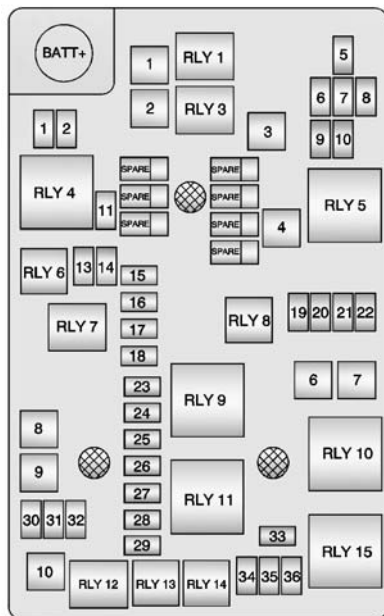 BATT+
1
RLY 1
5
2
RLY 3
6 7 8
1 2
3
9 10
RLY 4
11
SPARE
SPARE
SPARE
SPARE
SPARE
SPARE
SPARE
4
RLY 5
RLY 6
13 14
15
16
RLY 7
17
18
RLY 8
19 20 21 22
6 7
23
24
25
26
27
28
29
RLY 9
8
9
RLY 10
RLY 11
30 31 32
33
10
RLY 12
RLY 13
RLY 14
34 35 36
RLY 15